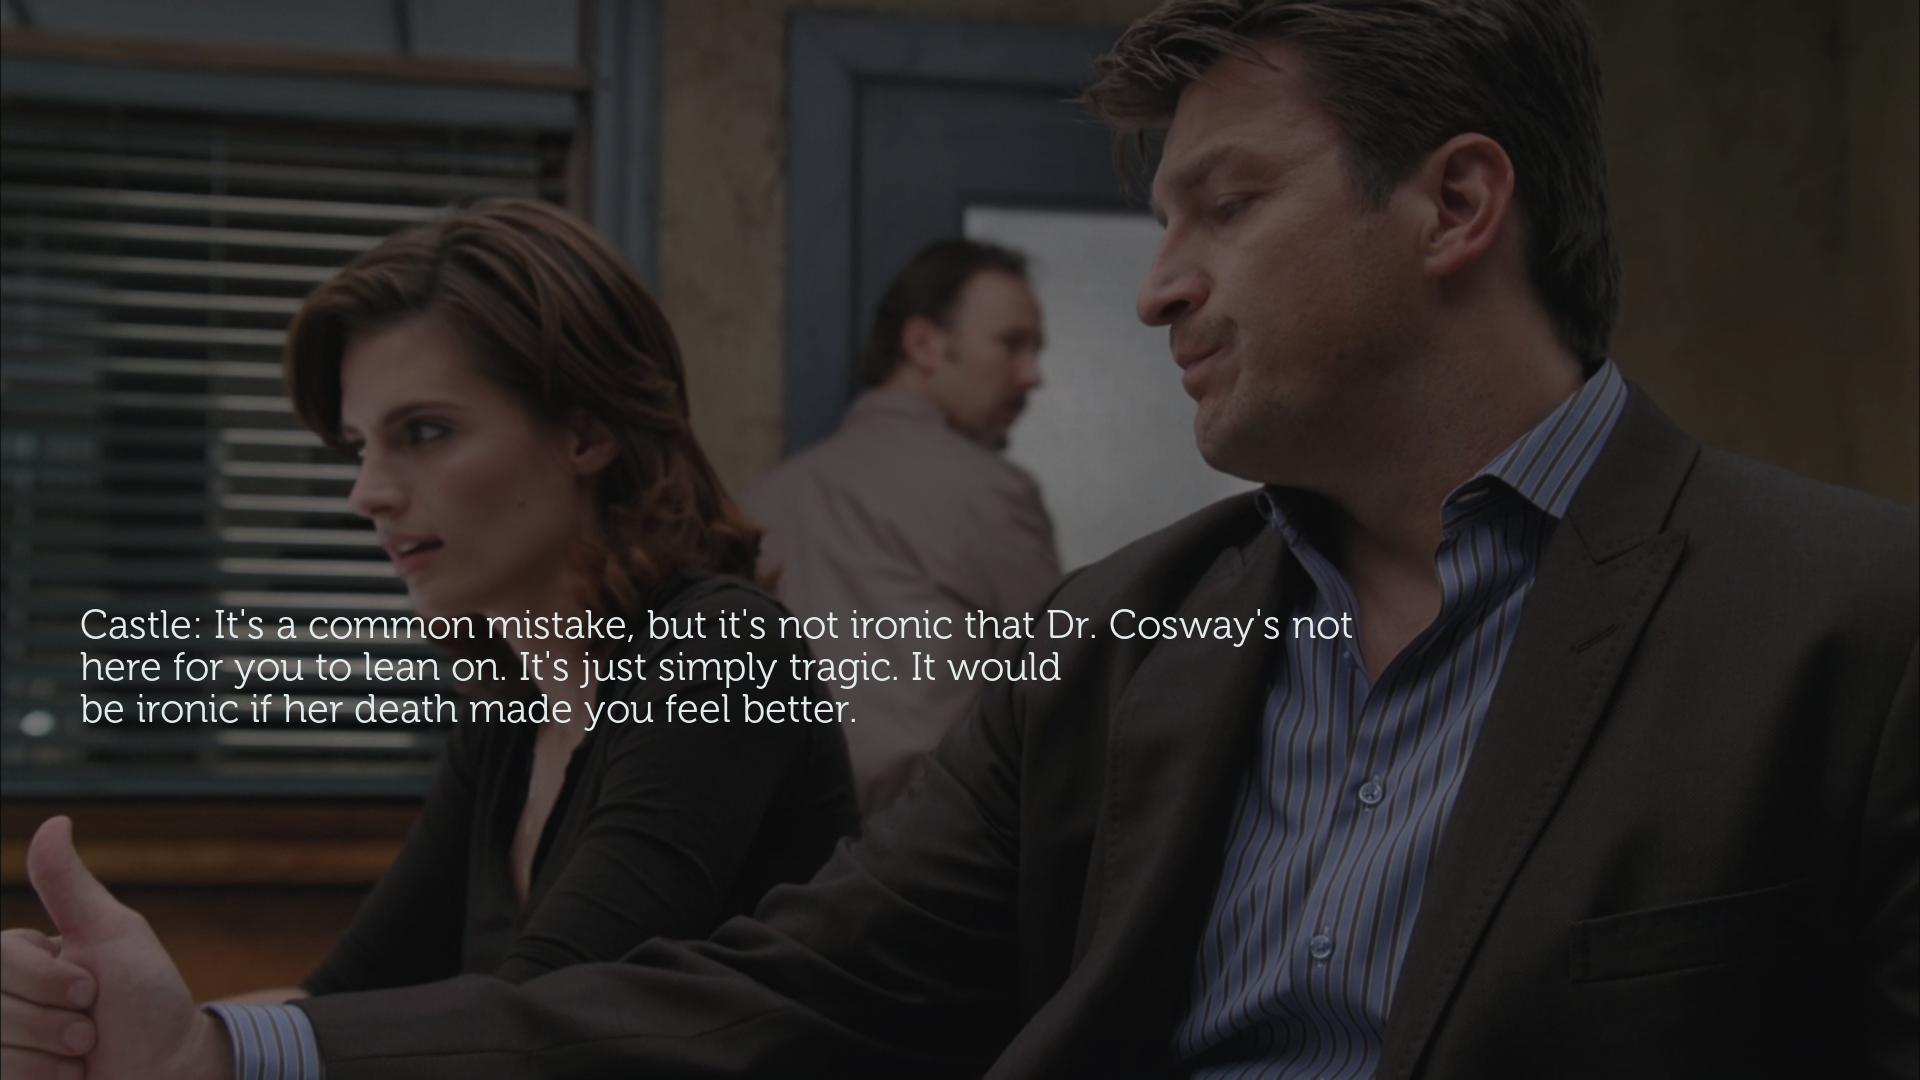 Castle: It's a common mistake, but it's not ironic that Dr. Cosway's not
here for you to lean on. It's just simply tragic. It would
be ironic if her death made you feel better.